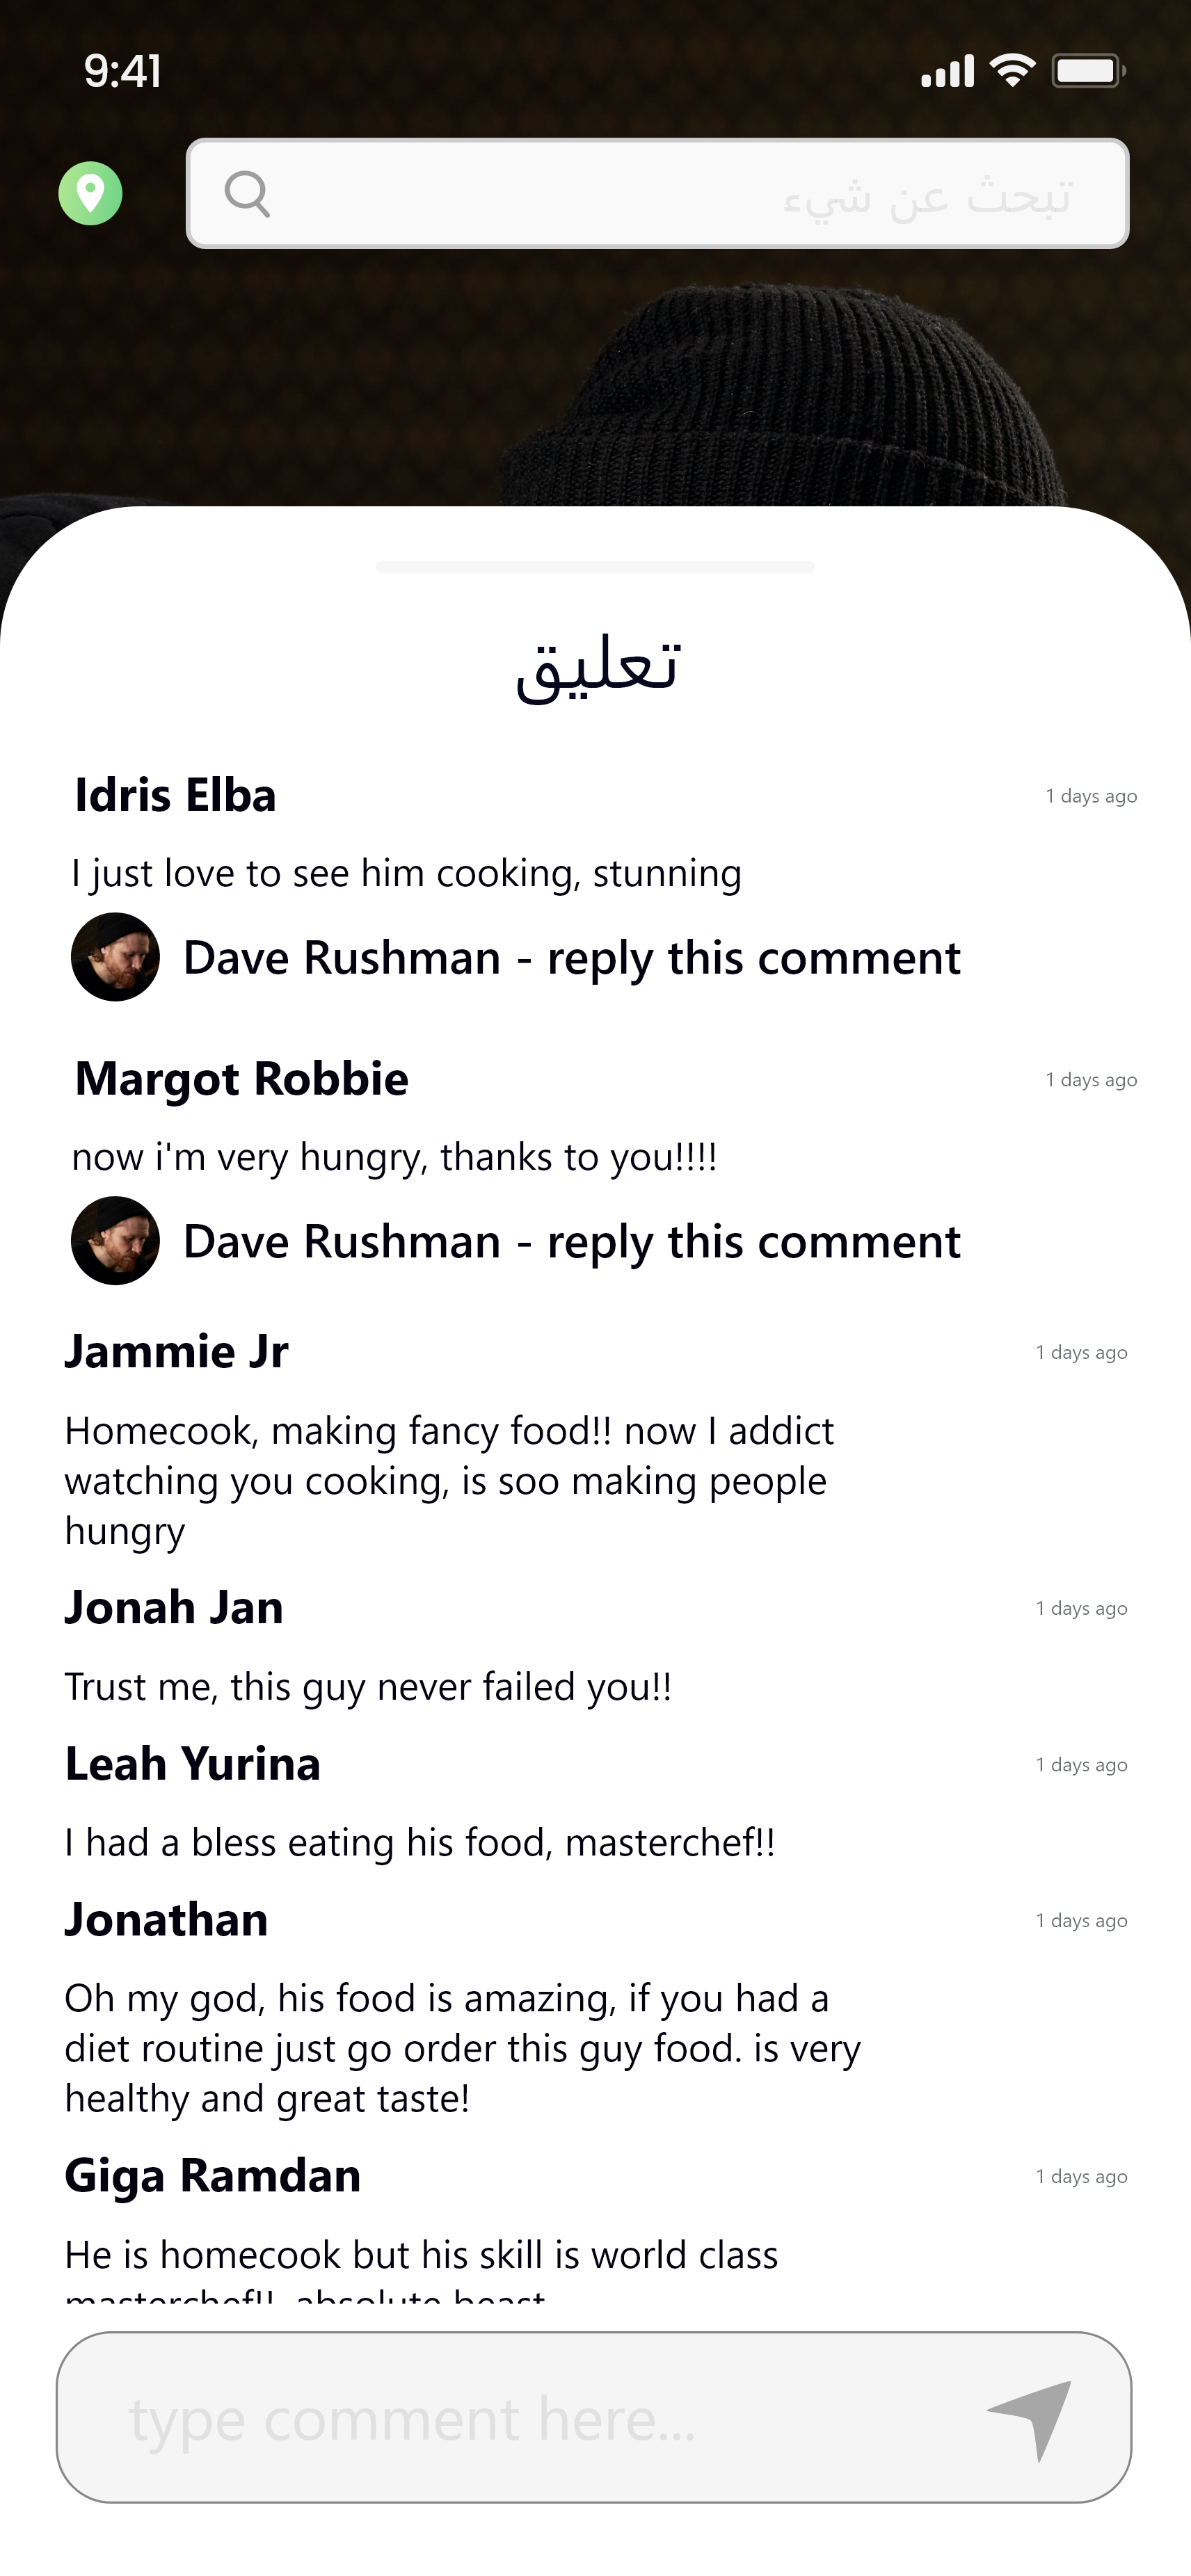 9:41
تبحث عن شيء
تعليق
Idris Elba
1 days ago
I just love to see him cooking, stunning
Dave Rushman - reply this comment
Margot Robbie
1 days ago
now i'm very hungry, thanks to you!!!!
Dave Rushman - reply this comment
Jammie Jr
1 days ago
Homecook, making fancy food!! now I addict
watching you cooking, is soo making people
hungry
Jonah Jan
1 days ago
Trust me, this guy never failed you!!
Leah Yurina
1 days ago
I had a bless eating his food, masterchef!!
Jonathan
1 days ago
Oh my god, his food is amazing, if you had a
diet routine just go order this guy food. is very
healthy and great taste!
Giga Ramdan
1 days ago
He is homecook but his skill is world class
masterchef!! absolute beast
type comment here...